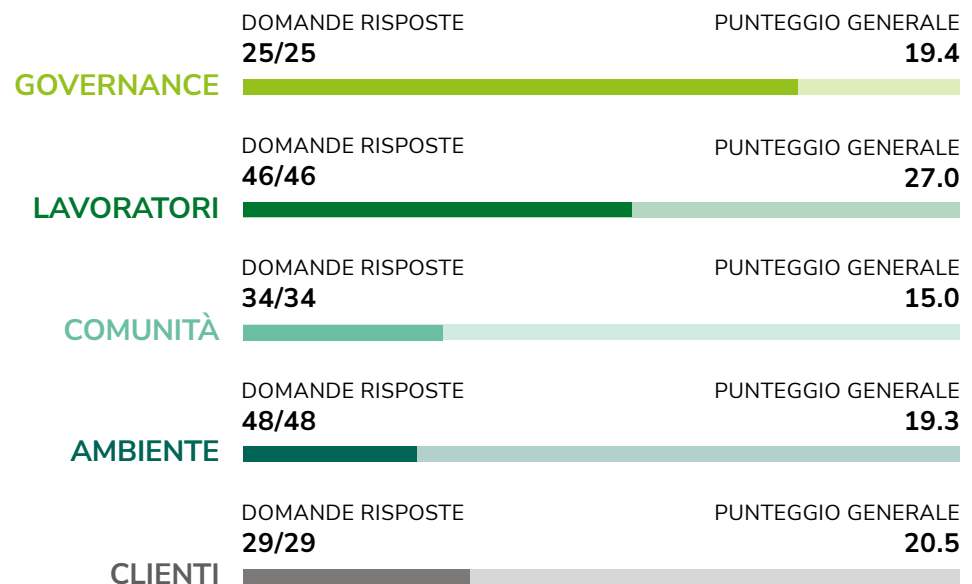 DOMANDE RISPOSTE PUNTEGGIO GENERALE
25/25 19.4
GOVERNANCE
DOMANDE RISPOSTE PUNTEGGIO GENERALE
46/46 27.0
LAVORATORI
DOMANDE RISPOSTE PUNTEGGIO GENERALE
34/34 15.0
COMUNITÀ
DOMANDE RISPOSTE PUNTEGGIO GENERALE
48/48 19.3
AMBIENTE
DOMANDE RISPOSTE PUNTEGGIO GENERALE
29/29 20.5
CLIENTI